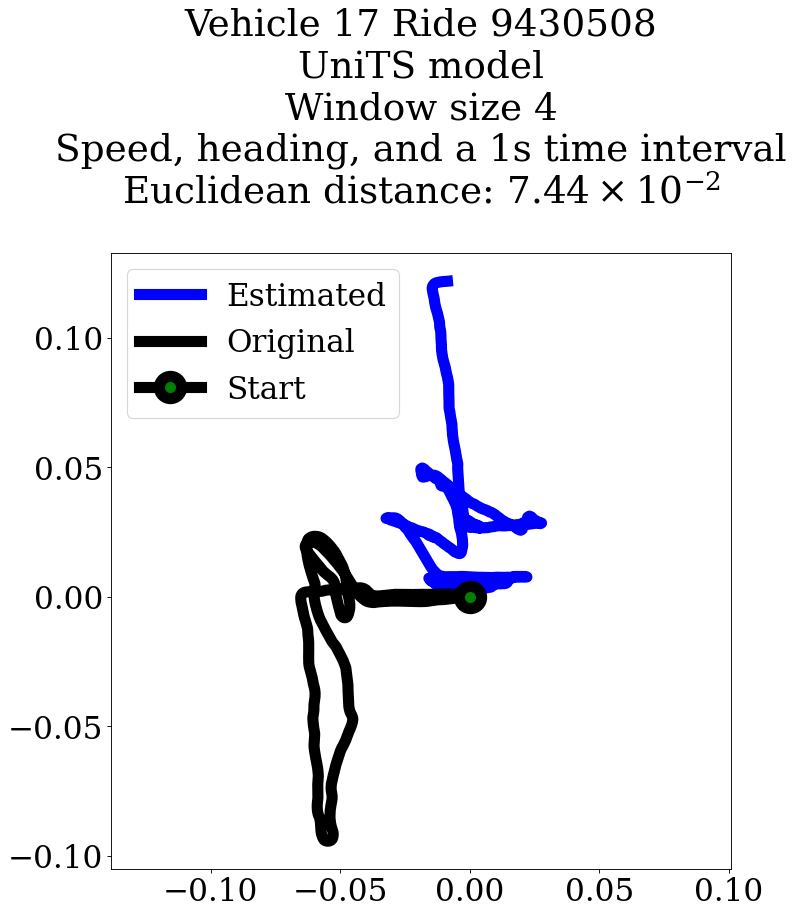 Vehicle 17 Ride 9430508
UniTS model
Window size 4
Speed, heading, and a 1s time interval
Euclidean distance: 7.44 × 10⁻²
Estimated
Original
Start
0.10
0.05
0.00
−0.05
−0.10
−0.10 −0.05 0.00 0.05 0.10